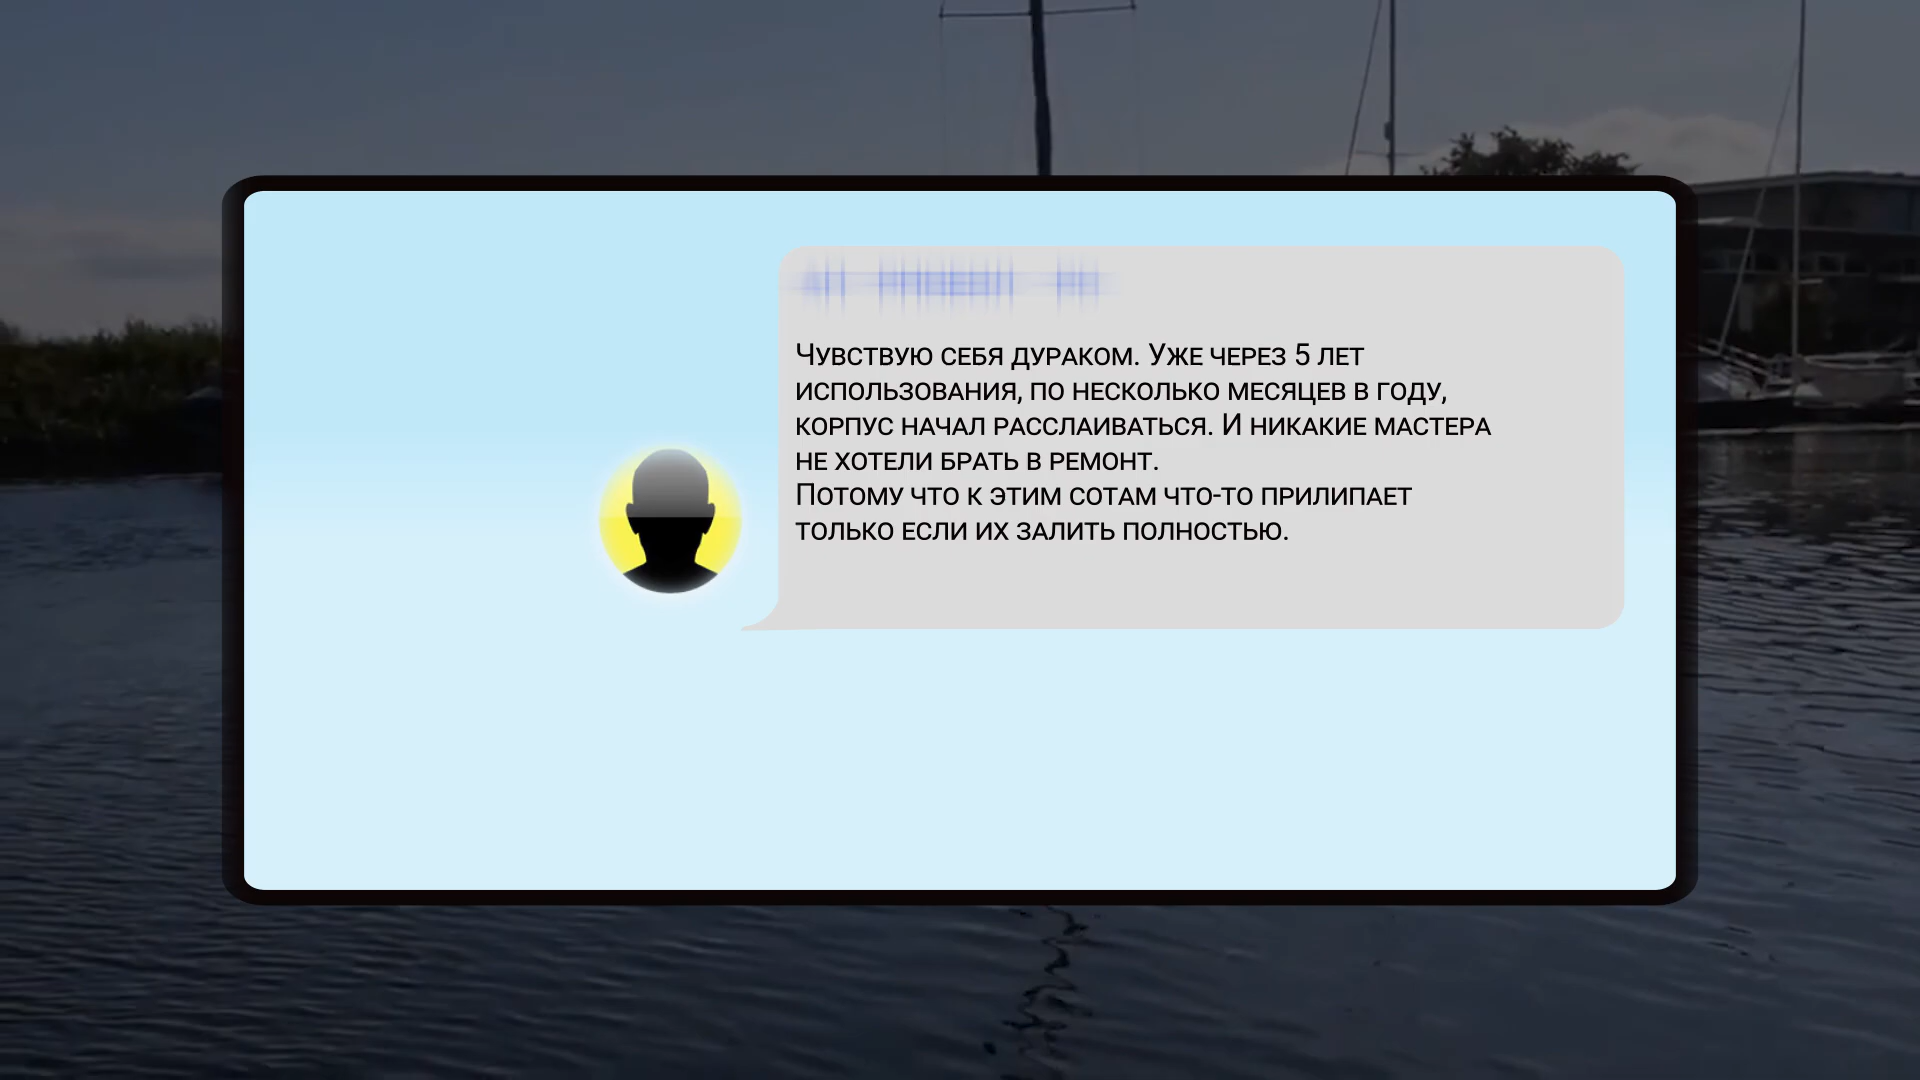 Чувствую себя дураком. Уже через 5 лет
использования, по несколько месяцев в году,
корпус начал расслаиваться. И никакие мастера
не хотели брать в ремонт.
Потому что к этим сотам что-то прилипает
только если их залить полностью.